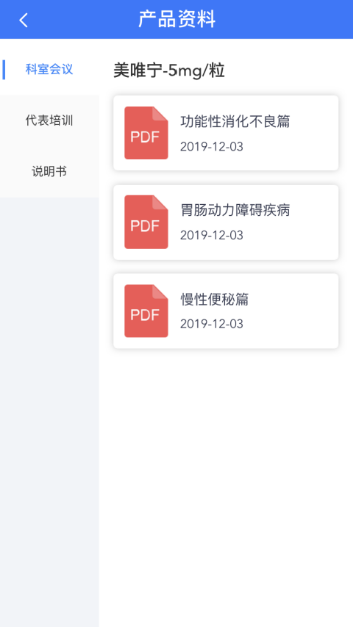 产品资料
科室会议
代表培训
说明书
美唯宁-5mg/粒
PDF
功能性消化不良篇
2019-12-03
PDF
胃肠动力障碍疾病
2019-12-03
PDF
慢性便秘篇
2019-12-03